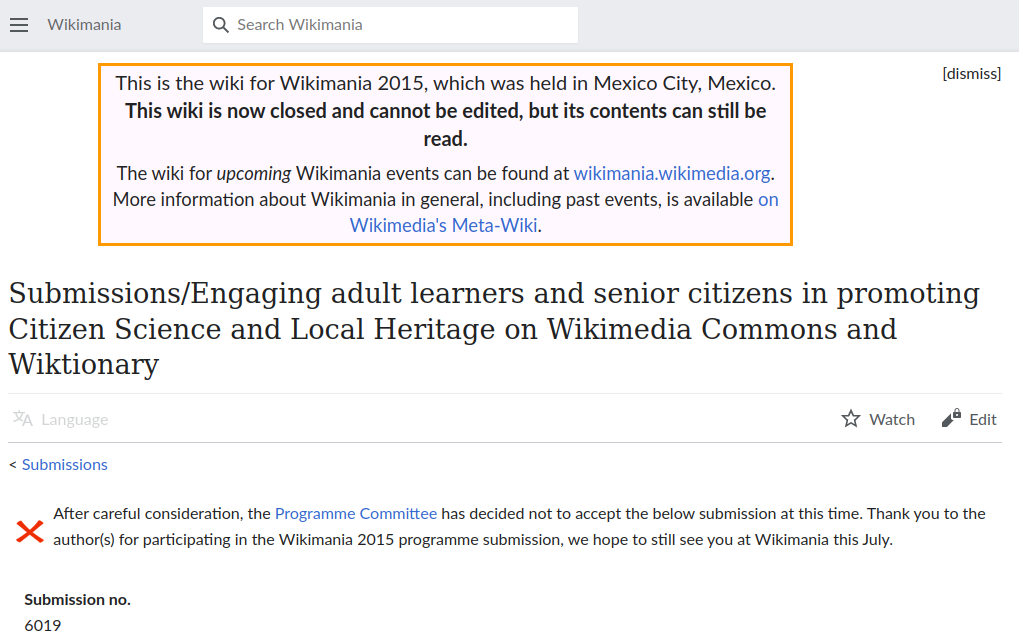 Wikimania
Search Wikimania
This is the wiki for Wikimania 2015, which was held in Mexico City, Mexico.
[dismiss]
This wiki is now closed and cannot be edited, but its contents can still be
read.
The wiki for upcoming Wikimania events can be found at wikimania.wikimedia.org.
More information about Wikimania in general, including past events, is available on
Wikimedia's Meta-Wiki.
Submissions/Engaging adult learners and senior citizens in promoting
Citizen Science and Local Heritage on Wikimedia Commons and
Wiktionary
Language
Watch
Edit
< Submissions
After careful consideration, the Programme Committee has decided not to accept the below submission at this time. Thank you to the
author(s) for participating in the Wikimania 2015 programme submission, we hope to still see you at Wikimania this July.
Submission no.
6019